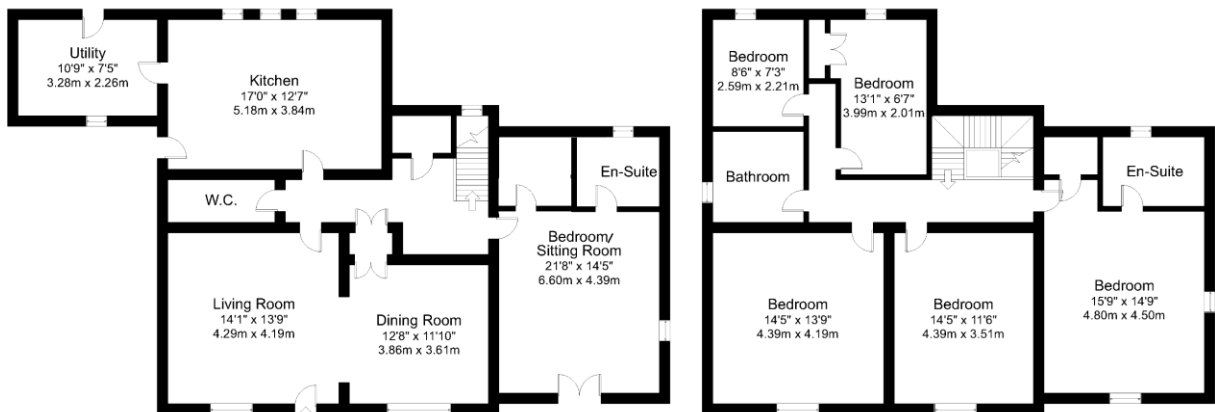 Utility
10'9" x 7'5"
3.28m x 2.26m
Kitchen
17'0" x 12'7"
5.18m x 3.84m
W.C.
En-Suite
Bedroom/
Sitting Room
21'8" x 14'5"
6.60m x 4.39m
Living Room
14'1" x 13'9"
4.29m x 4.19m
Dining Room
12'8" x 11'10"
3.86m x 3.61m
Bedroom
8'6" x 7'3"
2.59m x 2.21m
Bedroom
13'1" x 6'7"
3.99m x 2.01m
Bathroom
En-Suite
Bedroom
14'5" x 13'9"
4.39m x 4.19m
Bedroom
14'5" x 11'6"
4.39m x 3.51m
Bedroom
15'9" x 14'9"
4.80m x 4.50m